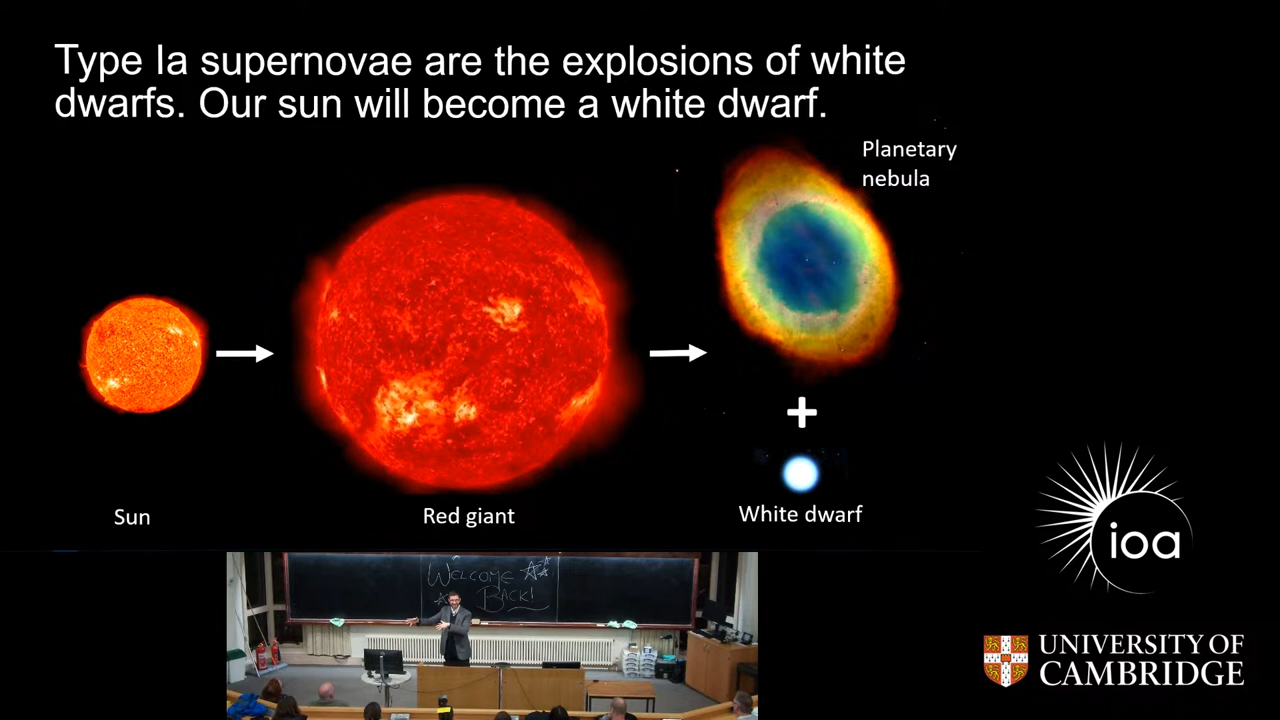 Type Ia supernovae are the explosions of white
dwarfs. Our sun will become a white dwarf.
Planetary
nebula
+
Sun
Red giant
White dwarf
WELCOME
BACK!
ioa
UNIVERSITY OF
CAMBRIDGE